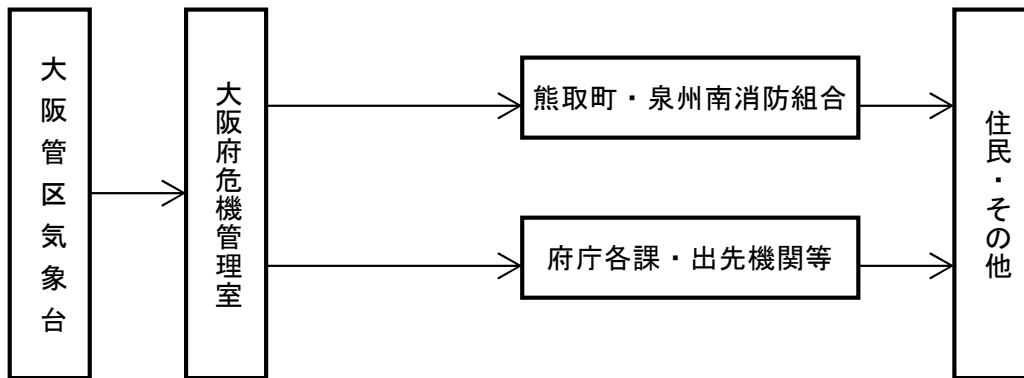 大阪管区気象台
大阪府危機管理室
熊取町・泉州南消防組合
府庁各課・出先機関等
住民・その他